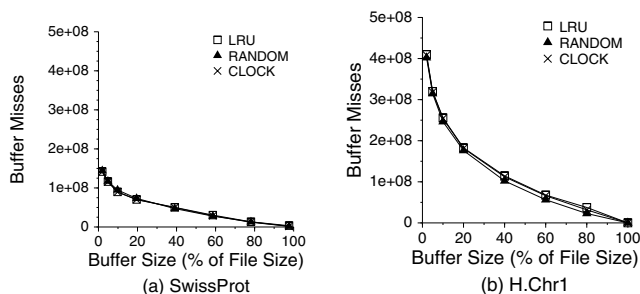 5e+08
4e+08
3e+08
2e+08
1e+08
0
0 20 40 60 80 100
Buffer Misses
Buffer Size (% of File Size)
LRU
RANDOM
CLOCK
(a) SwissProt
5e+08
4e+08
3e+08
2e+08
1e+08
0
0 20 40 60 80 100
Buffer Misses
Buffer Size (% of File Size)
LRU
RANDOM
CLOCK
(b) H.Chr1